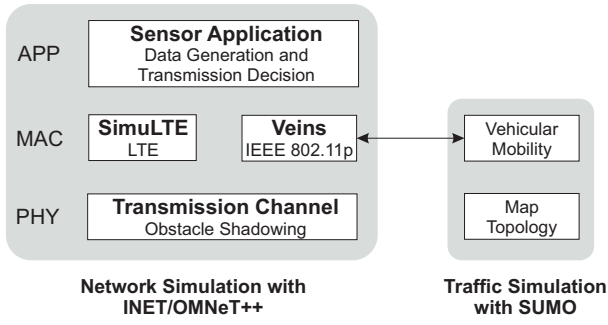 APP
Sensor Application
Data Generation and
Transmission Decision
MAC
SimuLTE
LTE
Veins
IEEE 802.11p
Vehicular
Mobility
PHY
Transmission Channel
Obstacle Shadowing
Map
Topology
Network Simulation with
INET/OMNeT++
Traffic Simulation
with SUMO